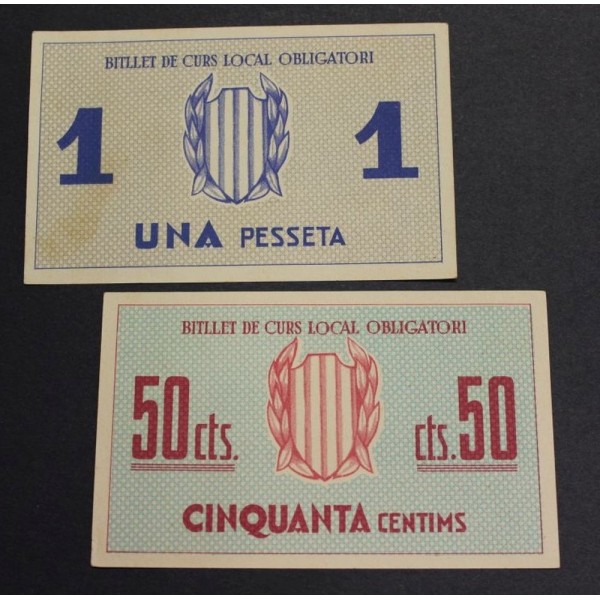 BITLLET DE CURS LOCAL OBLIGATORI
1 1
UNA PESSETA
BITLLET DE CURS LOCAL OBLIGATORI
50 cts. cts. 50
CINQUANTA CENTIMS